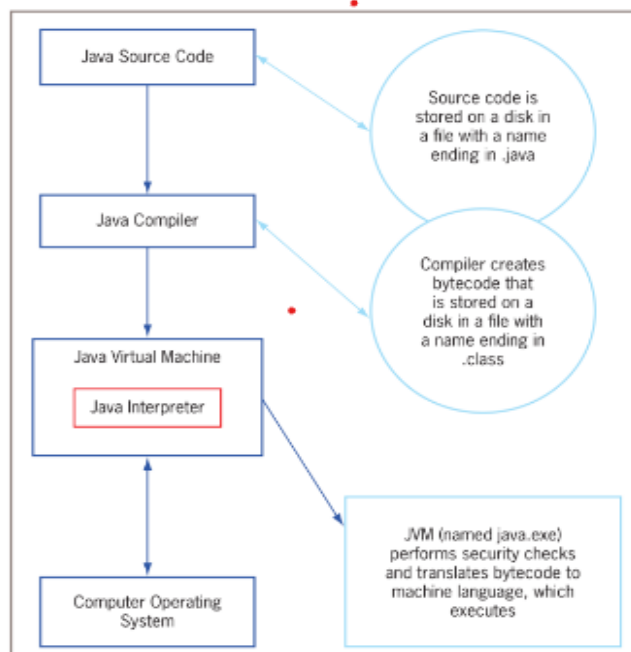 Java Source Code
Source code is
stored on a disk in
a file with a name
ending in .java
Java Compiler
Compiler creates
bytecode that
is stored on a
disk in a file with
a name ending in
.class
Java Virtual Machine
Java Interpreter
JVM (named java.exe)
performs security checks
and translates bytecode to
machine language, which
executes
Computer Operating
System